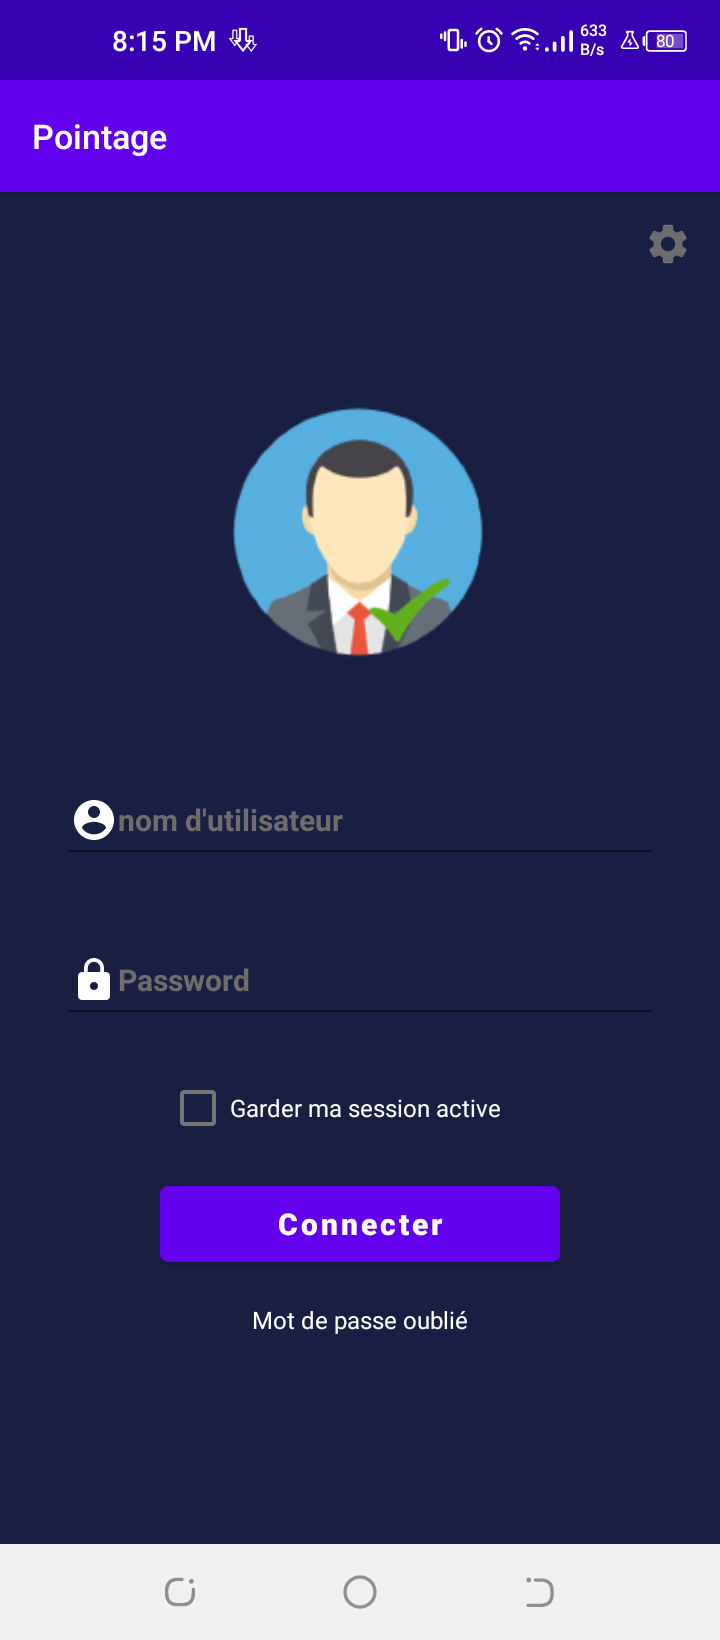 8:15 PM
633
B/s
80
Pointage
nom d'utilisateur
Password
Garder ma session active
Connecter
Mot de passe oublié